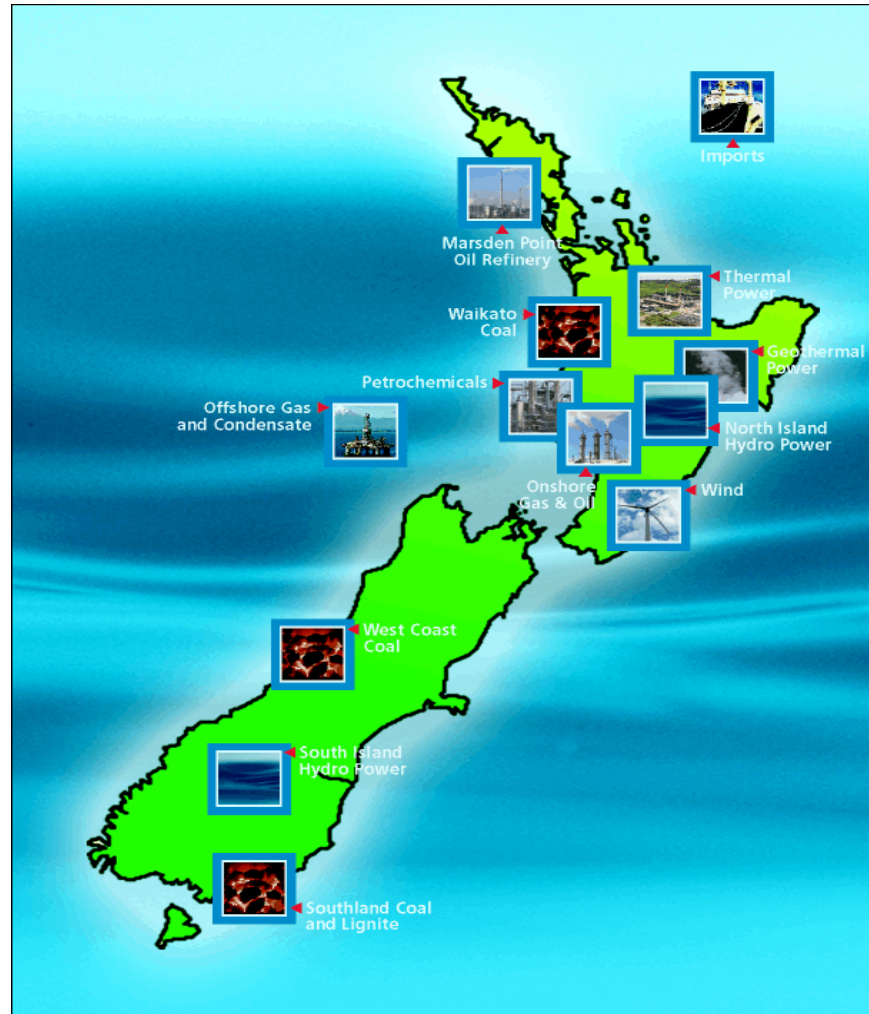 Imports
Marsden Point
Oil Refinery
Thermal
Power
Waikato
Coal
Geothermal
Power
Petrochemicals
Offshore Gas
and Condensate
North Island
Hydro Power
Onshore
Gas & Oil
Wind
West Coast
Coal
South Island
Hydro Power
Southland Coal
and Lignite